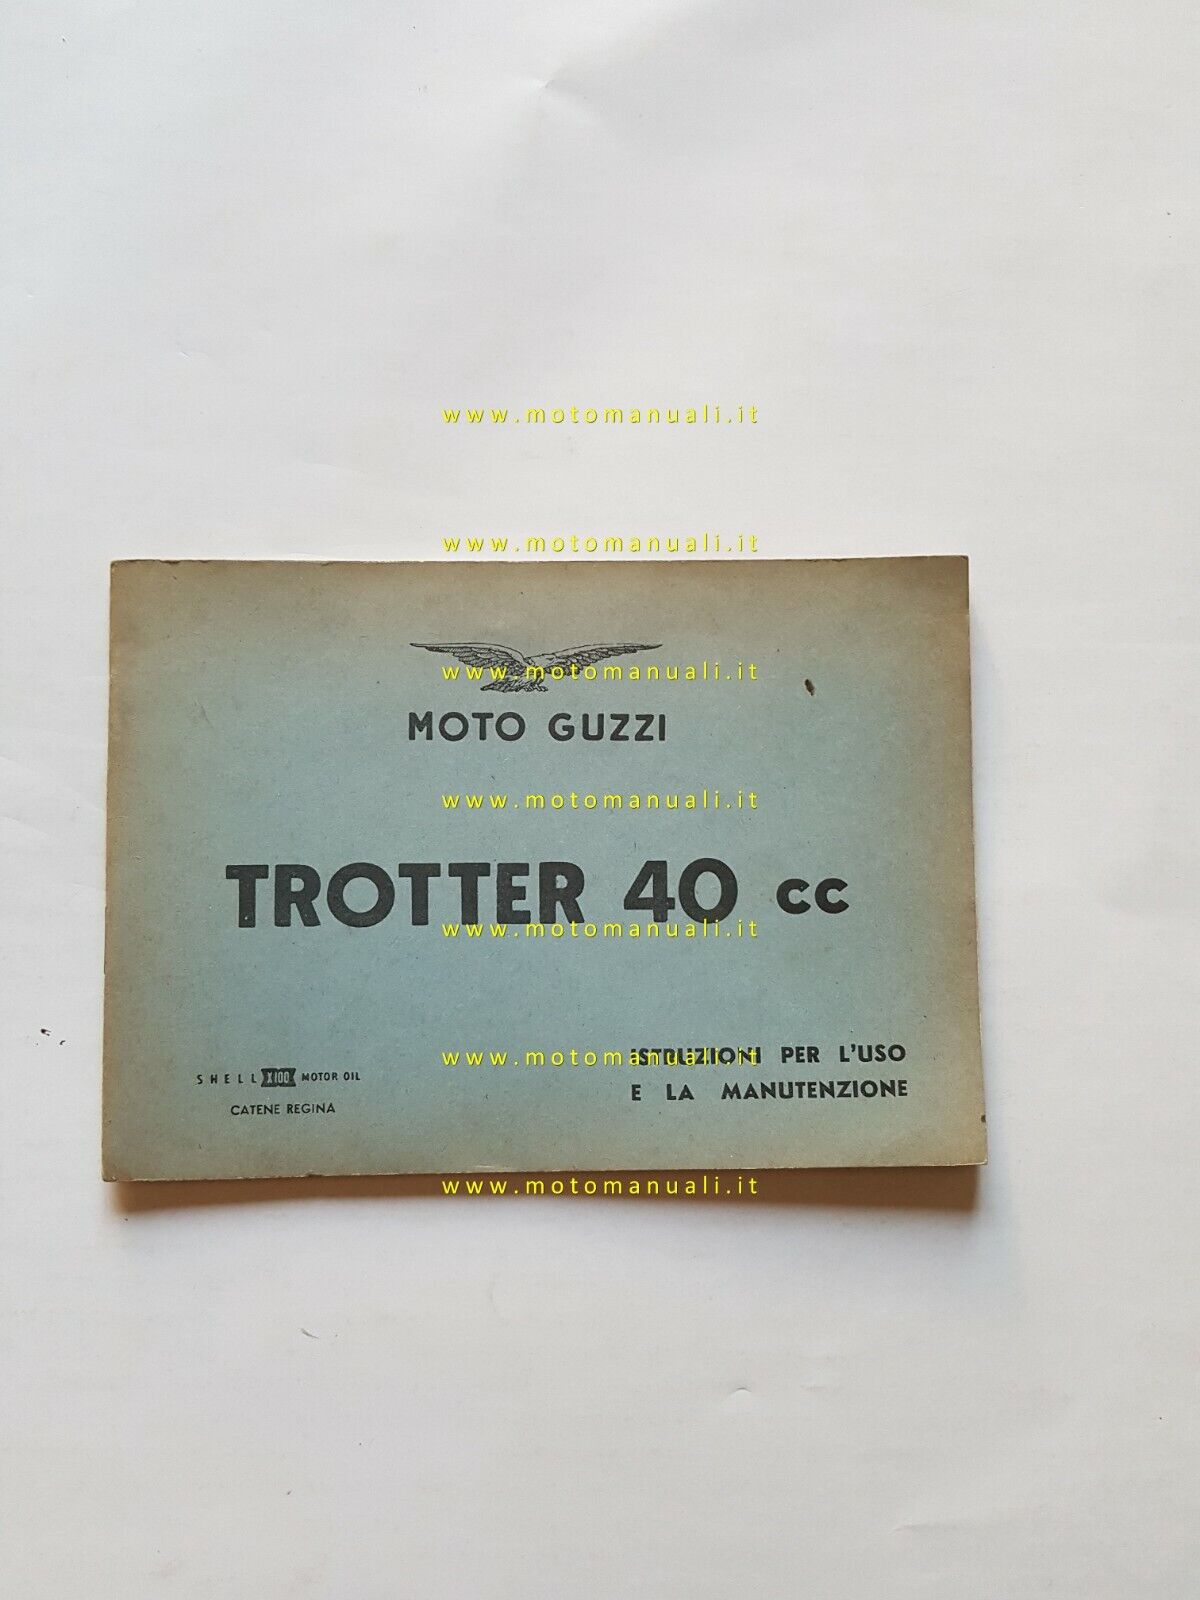 www.motomanuali.it
www.motomanuali.it
www.motomanuali.it
MOTO GUZZI
www.motomanuali.it
TROTTER 40 cc
www.motomanuali.it
ISTRUZIONI PER L'USO
www.motomanuali.it
E LA MANUTENZIONE
SHELL X100 MOTOR OIL
CATENE REGINA
www.motomanuali.it